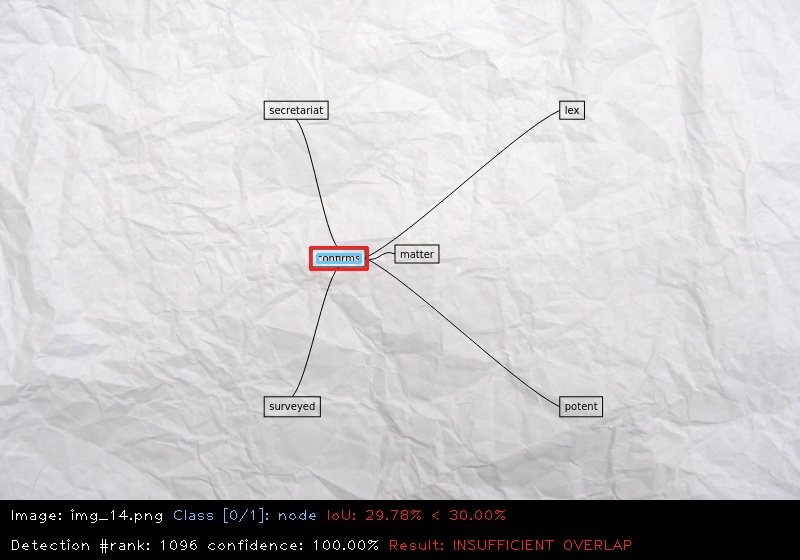 secretariat
lex
matter
confirms
surveyed
potent
Image: img_14.png Class [0/1]: node IoU: 29.78% < 30.00%
Detection #rank: 1096 confidence: 100.00% Result: INSUFFICIENT OVERLAP